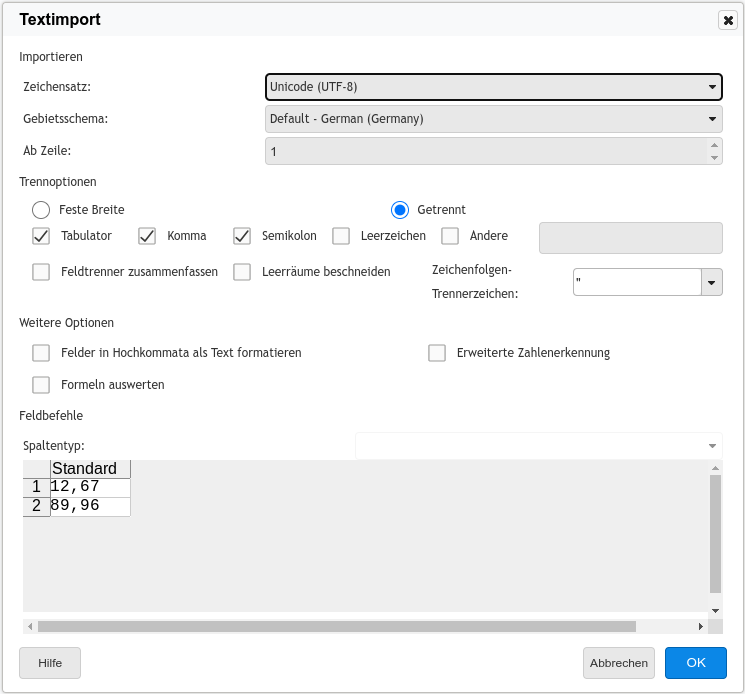 Textimport
Importieren
Zeichensatz: Unicode (UTF-8)
Gebietsschema: Default - German (Germany)
Ab Zeile: 1
Trennoptionen
Feste Breite Getrennt
Tabulator Komma Semikolon Leerzeichen Andere
Feldtrenner zusammenfassen Leerräume beschneiden Zeichenfolgen-
Trennerzeichen: "
Weitere Optionen
Felder in Hochkommata als Text formatieren Erweiterte Zahlenerkennung
Formeln auswerten
Feldbefehle
Spaltentyp:
Standard
1 12,67
2 89,96
Hilfe Abbrechen OK